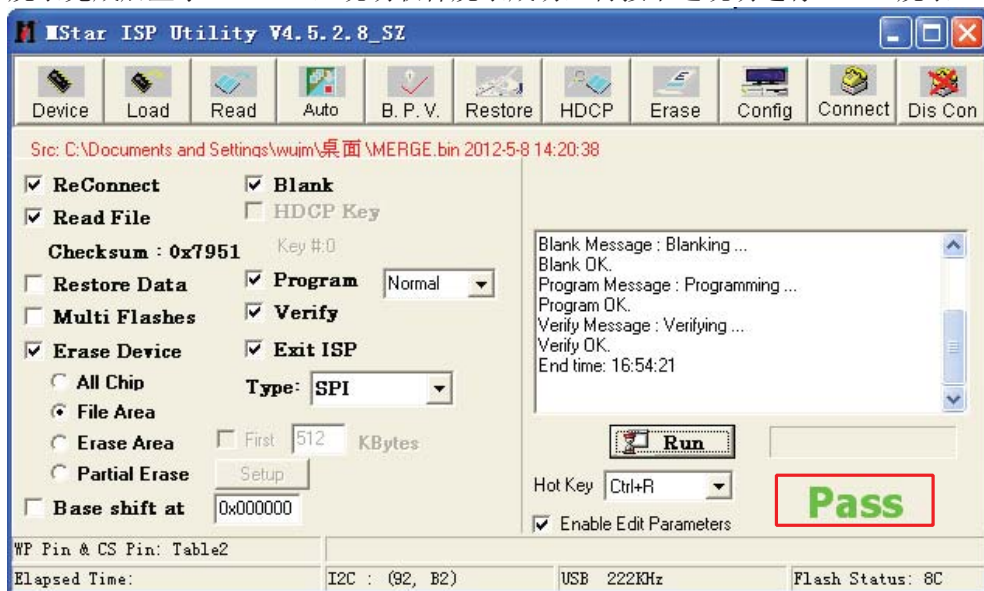 MStar ISP Utility V4.5.2.8_SZ
Device Load Read Auto B.P.V. Restore HDCP Erase Config Connect Dis Con
Src: C:\Documents and Settings\wujm\桌面\MERGE.bin 2012-5-8 14:20:38
ReConnect Blank
Read File HDCP Key
Checksum : 0x7951 Key #:0
Restore Data Program Normal
Multi Flashes Verify
Erase Device Exit ISP
All Chip Type: SPI
File Area
Erase Area First 512 KBytes
Partial Erase Setup
Base shift at 0x000000
Blank Message : Blanking ...
Blank OK.
Program Message : Programming ...
Program OK.
Verify Message : Verifying ...
Verify OK.
End time: 16:54:21
Run
Hot Key Ctrl+R
Enable Edit Parameters
Pass
WP Pin & CS Pin: Table2
Elapsed Time: I2C : (92, B2) USB 222KHz Flash Status: 8C